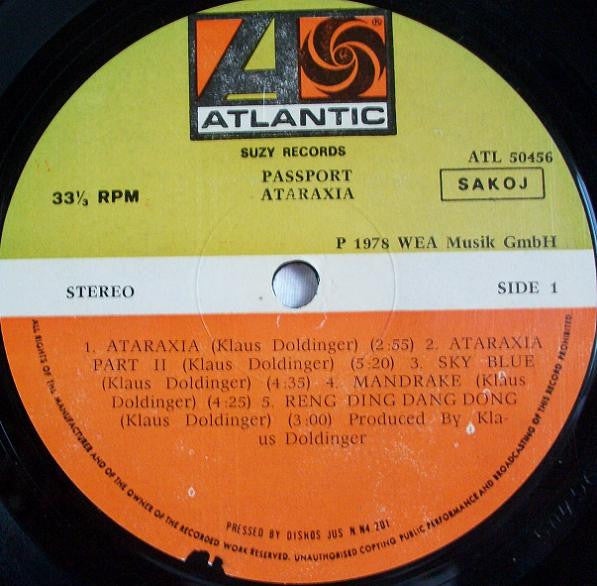 ATLANTIC
®
SUZY RECORDS
PASSPORT
ATARAXIA
ATL 50456
SAKOJ
33⅓ RPM
P 1978 WEA Musik GmbH
STEREO
SIDE 1
1. ATARAXIA (Klaus Doldinger) (2:55) 2. ATARAXIA
PART II (Klaus Doldinger) (5:20) 3. SKY BLUE
(Klaus Doldinger) (4:35) 4. MANDRAKE (Klaus
Doldinger) (4:25) 5. RENG DING DANG DONG
(Klaus Doldinger) (3:00) Produced By Kla-
us Doldinger
PRESSED BY DISKOS JUS N N4 201
ALL RIGHTS OF THE MANUFACTURER AND OF THE OWNER OF THE RECORDED WORK RESERVED. UNAUTHORISED COPYING PUBLIC PERFORMANCE AND BROADCASTING OF THIS RECORD PROHIBITED.